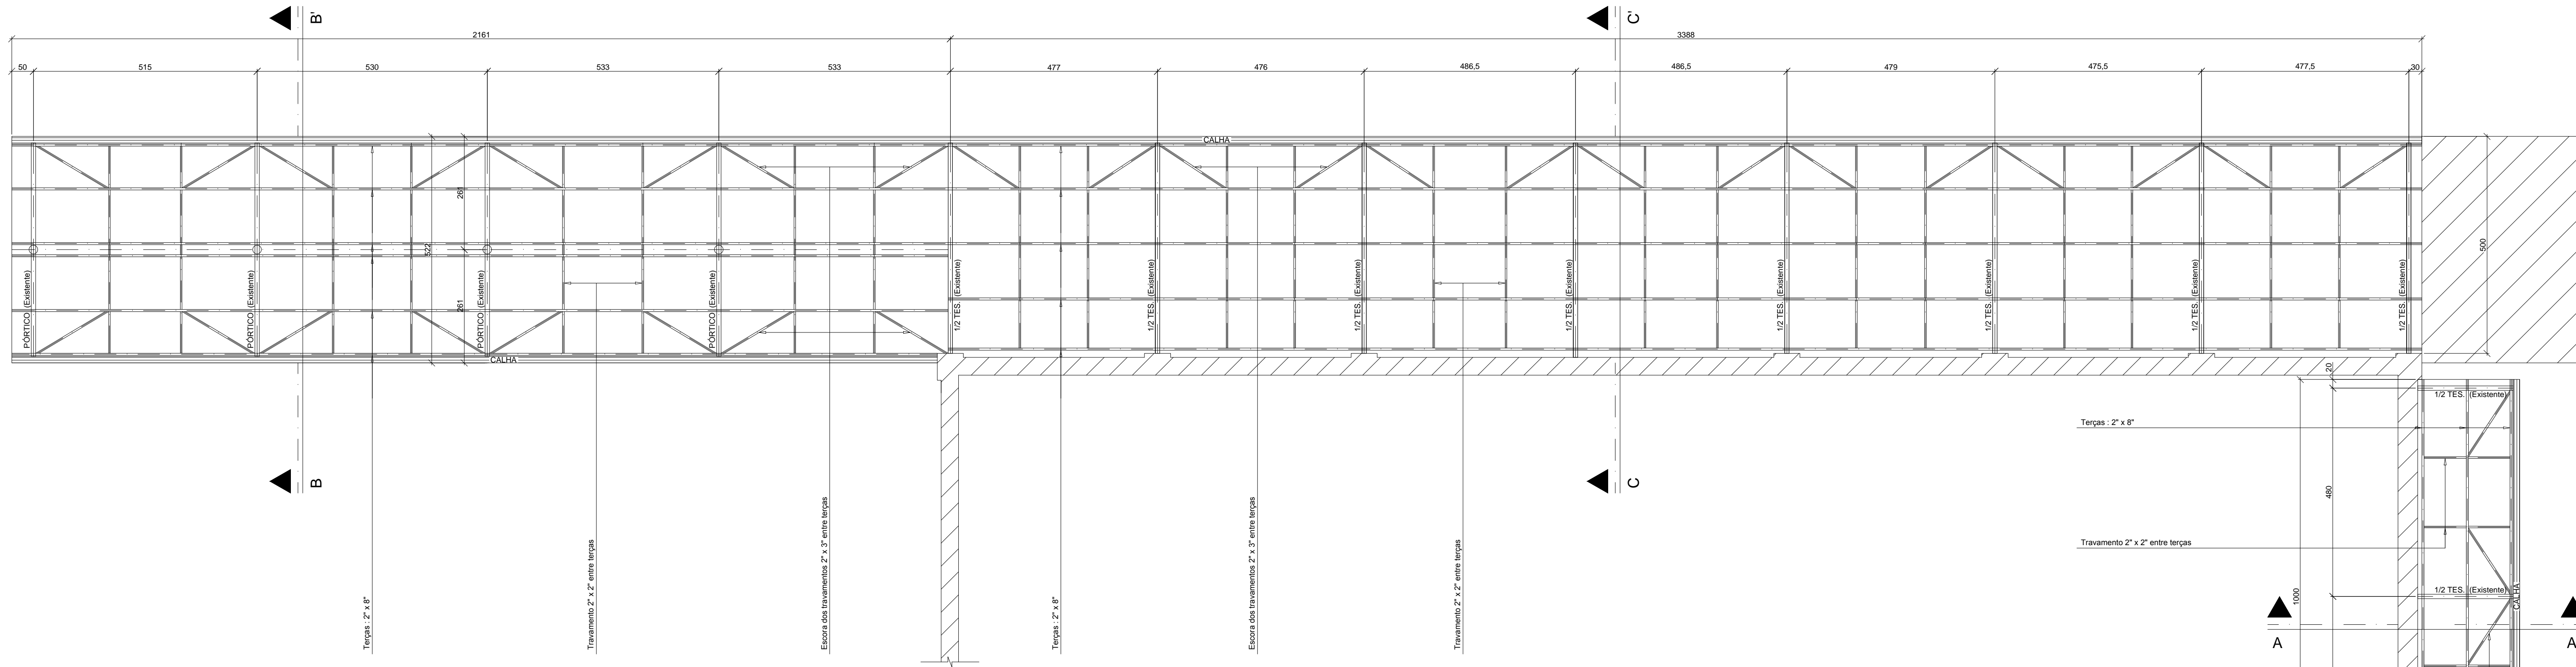 B'
C'
2161
3388
50
515
530
533
533
477
476
486,5
486,5
479
475,5
477,5
30
CALHA
261
522
261
500
PÓRTICO (Existente)
PÓRTICO (Existente)
PÓRTICO (Existente)
PÓRTICO (Existente)
1/2 TES. (Existente)
1/2 TES. (Existente)
1/2 TES. (Existente)
1/2 TES. (Existente)
1/2 TES. (Existente)
1/2 TES. (Existente)
1/2 TES. (Existente)
1/2 TES. (Existente)
CALHA
20
1/2 TES. (Existente)
Terças : 2" x 8"
B
C
480
Travamento 2" x 2" entre terças
1/2 TES. (Existente)
CALHA
1000
A
A
Terças : 2" x 8"
Travamento 2" x 2" entre terças
Escora dos travamentos 2" x 3" entre terças
Terças : 2" x 8"
Escora dos travamentos 2" x 3" entre terças
Travamento 2" x 2" entre terças